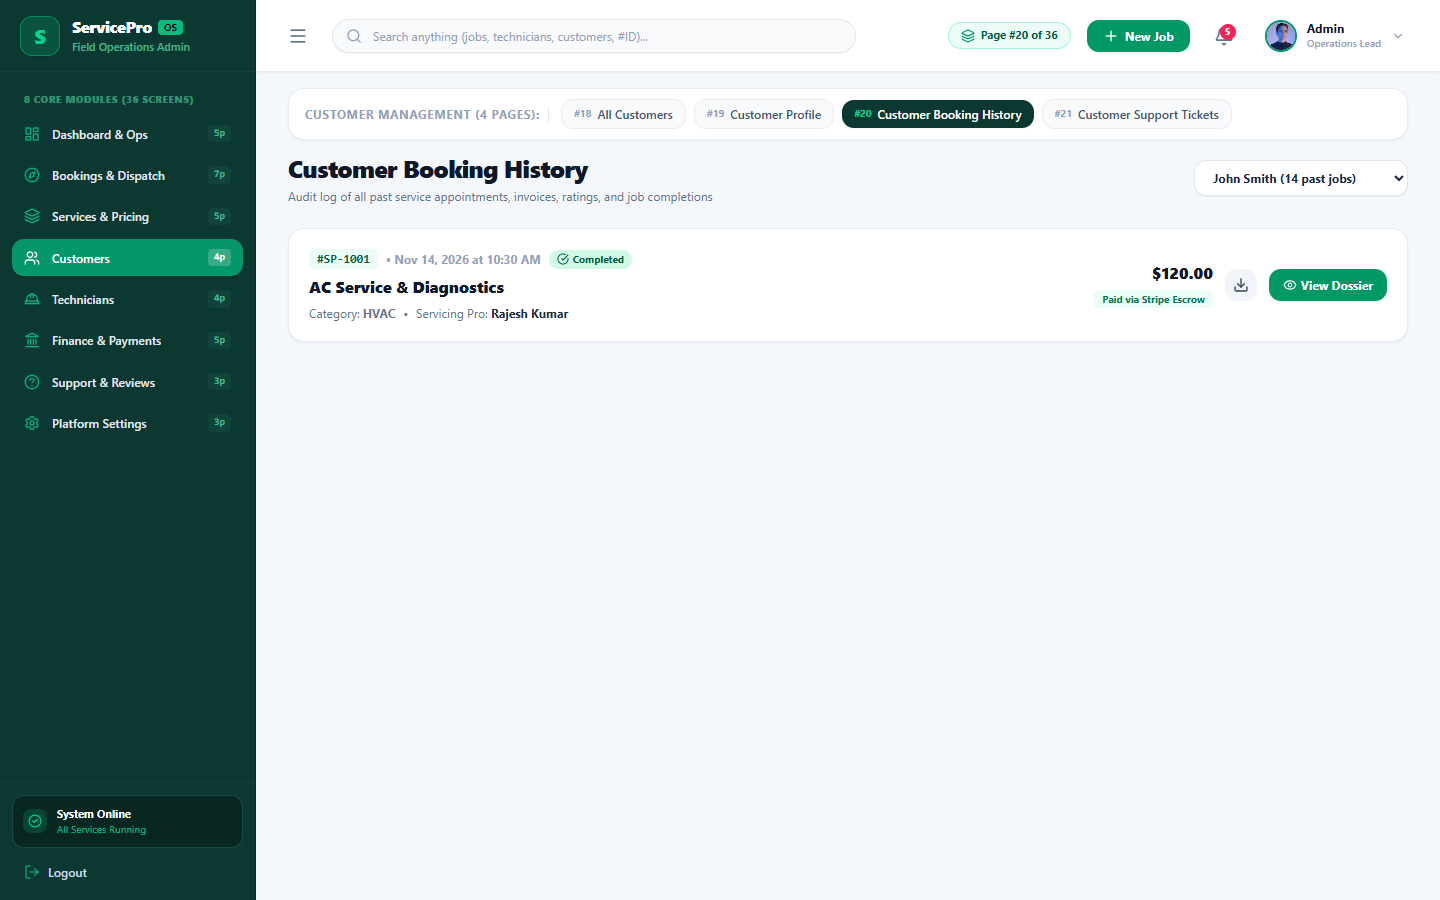 S
ServicePro OS
Field Operations Admin
8 CORE MODULES (36 SCREENS)
Dashboard & Ops 5p
Bookings & Dispatch 7p
Services & Pricing 5p
Customers 4p
Technicians 4p
Finance & Payments 5p
Support & Reviews 3p
Platform Settings 3p
System Online
All Services Running
Logout
Search anything (jobs, technicians, customers, #ID)...
Page #20 of 36
New Job
5
Admin
Operations Lead
CUSTOMER MANAGEMENT (4 PAGES):
#18 All Customers
#19 Customer Profile
#20 Customer Booking History
#21 Customer Support Tickets
Customer Booking History
Audit log of all past service appointments, invoices, ratings, and job completions
John Smith (14 past jobs)
#SP-1001 • Nov 14, 2026 at 10:30 AM Completed
AC Service & Diagnostics
Category: HVAC • Servicing Pro: Rajesh Kumar
$120.00
Paid via Stripe Escrow
View Dossier